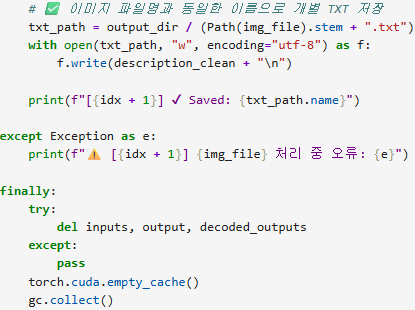 # ✅ 이미지 파일명과 동일한 이름으로 개별 TXT 저장
txt_path = output_dir / (Path(img_file).stem + ".txt")
with open(txt_path, "w", encoding="utf-8") as f:
f.write(description_clean + "\n")
print(f"[{idx + 1}] ✔ Saved: {txt_path.name}")
except Exception as e:
print(f"⚠️ [{idx + 1}] {img_file} 처리 중 오류: {e}")
finally:
try:
del inputs, output, decoded_outputs
except:
pass
torch.cuda.empty_cache()
gc.collect()